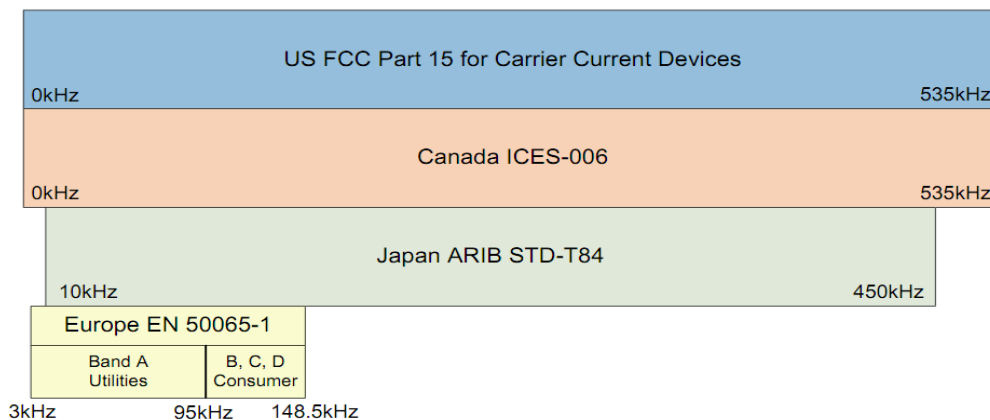 US FCC Part 15 for Carrier Current Devices
0kHz 535kHz
Canada ICES-006
0kHz 535kHz
Japan ARIB STD-T84
10kHz 450kHz
Europe EN 50065-1
Band A B, C, D
Utilities Consumer
3kHz 95kHz 148.5kHz